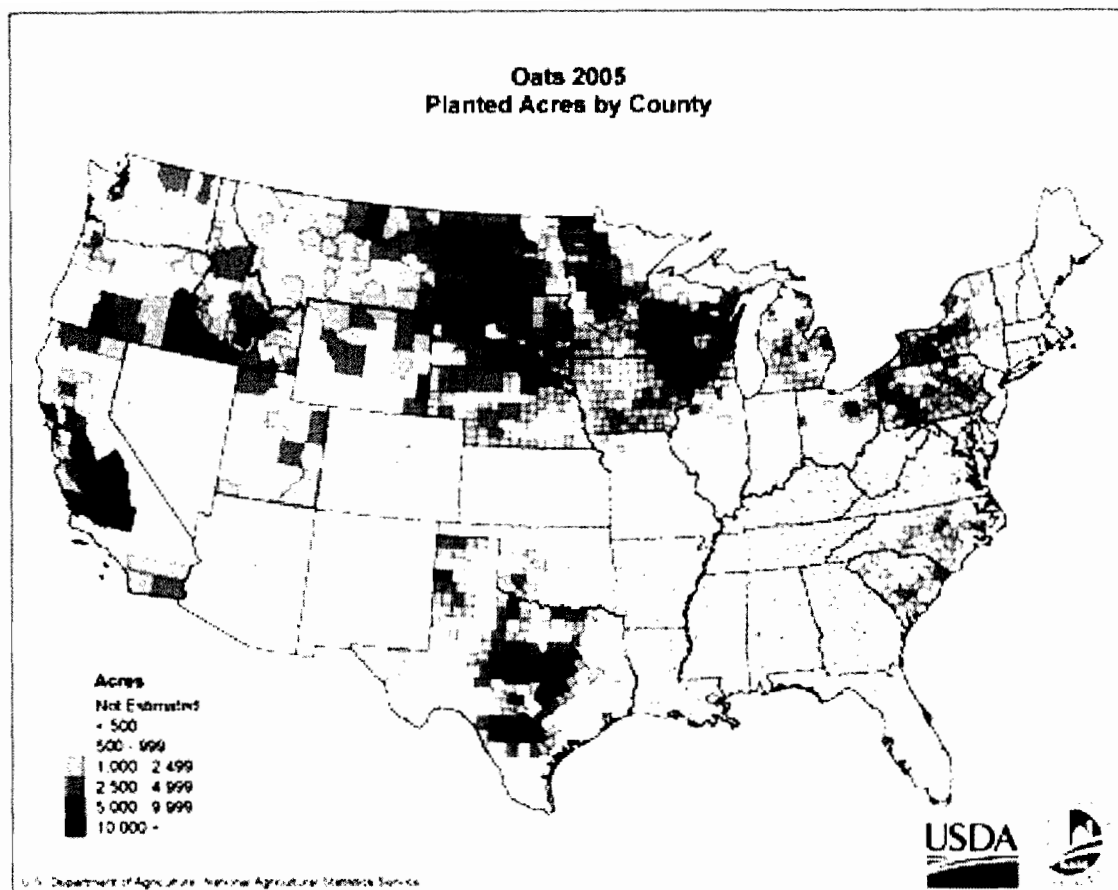 Oats 2005
Planted Acres by County
Acres
Not Estimated
< 500
500 - 999
1,000 2 499
2 500 4 999
5 000 9 999
10 000 +
USDA
U.S. Department of Agriculture National Agricultural Statistics Service